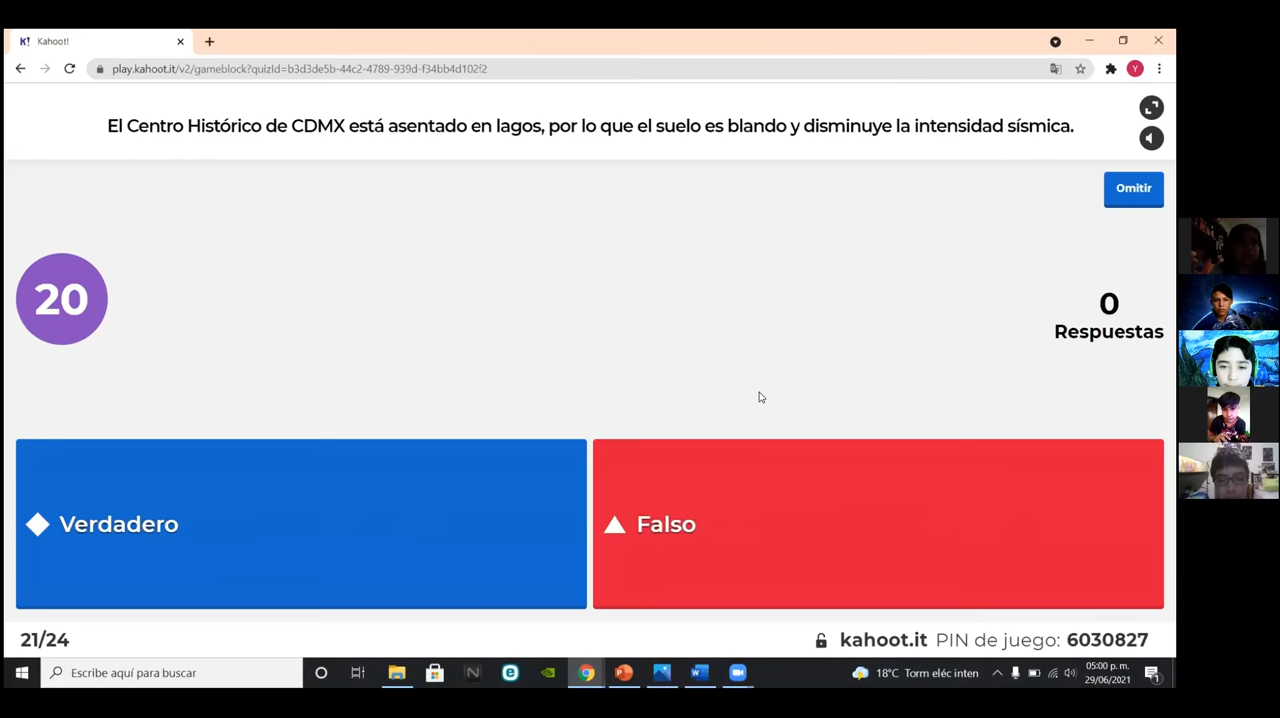 K! Kahoot!
play.kahoot.it/v2/gameblock?quizId=b3d3de5b-44c2-4789-939d-f34bb4d102f2
Y
El Centro Histórico de CDMX está asentado en lagos, por lo que el suelo es blando y disminuye la intensidad sísmica.
Omitir
20
0
Respuestas
Verdadero
Falso
21/24
kahoot.it PIN de juego: 6030827
Escribe aquí para buscar
18°C Torm eléc inten
05:00 p. m.
29/06/2021